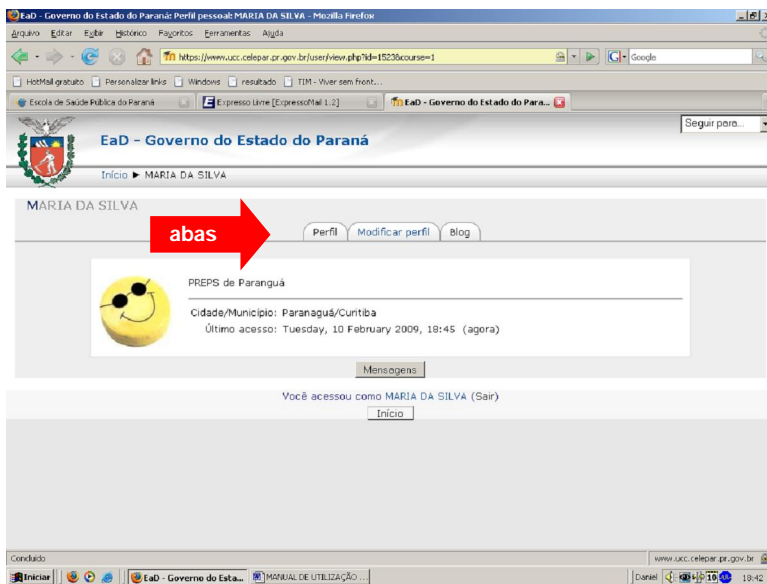 EaD - Governo do Estado do Paraná: Perfil pessoal: MARIA DA SILVA - Mozilla Firefox
Arquivo Editar Exibir Histórico Favoritos Ferramentas Ajuda
https://www.ucc.celepar.pr.gov.br/user/view.php?id=1523&course=1 Google
HotMail gratuito Personalizar links Windows resultado TIM - Viver sem front...
Escola de Saúde Pública do Paraná Expresso Livre [ExpressoMail 1.2] EaD - Governo do Estado do Para...
Seguir para...
EaD - Governo do Estado do Paraná
Início ► MARIA DA SILVA
MARIA DA SILVA
abas
Perfil Modificar perfil Blog
PREPS de Paranguá
Cidade/Município: Paranaguá/Curitiba
Último acesso: Tuesday, 10 February 2009, 18:45 (agora)
Mensagens
Você acessou como MARIA DA SILVA (Sair)
Início
Concluído www.ucc.celepar.pr.gov.br
Iniciar EaD - Governo do Esta... MANUAL DE UTILIZAÇÃO ... Daniel 10 18:42